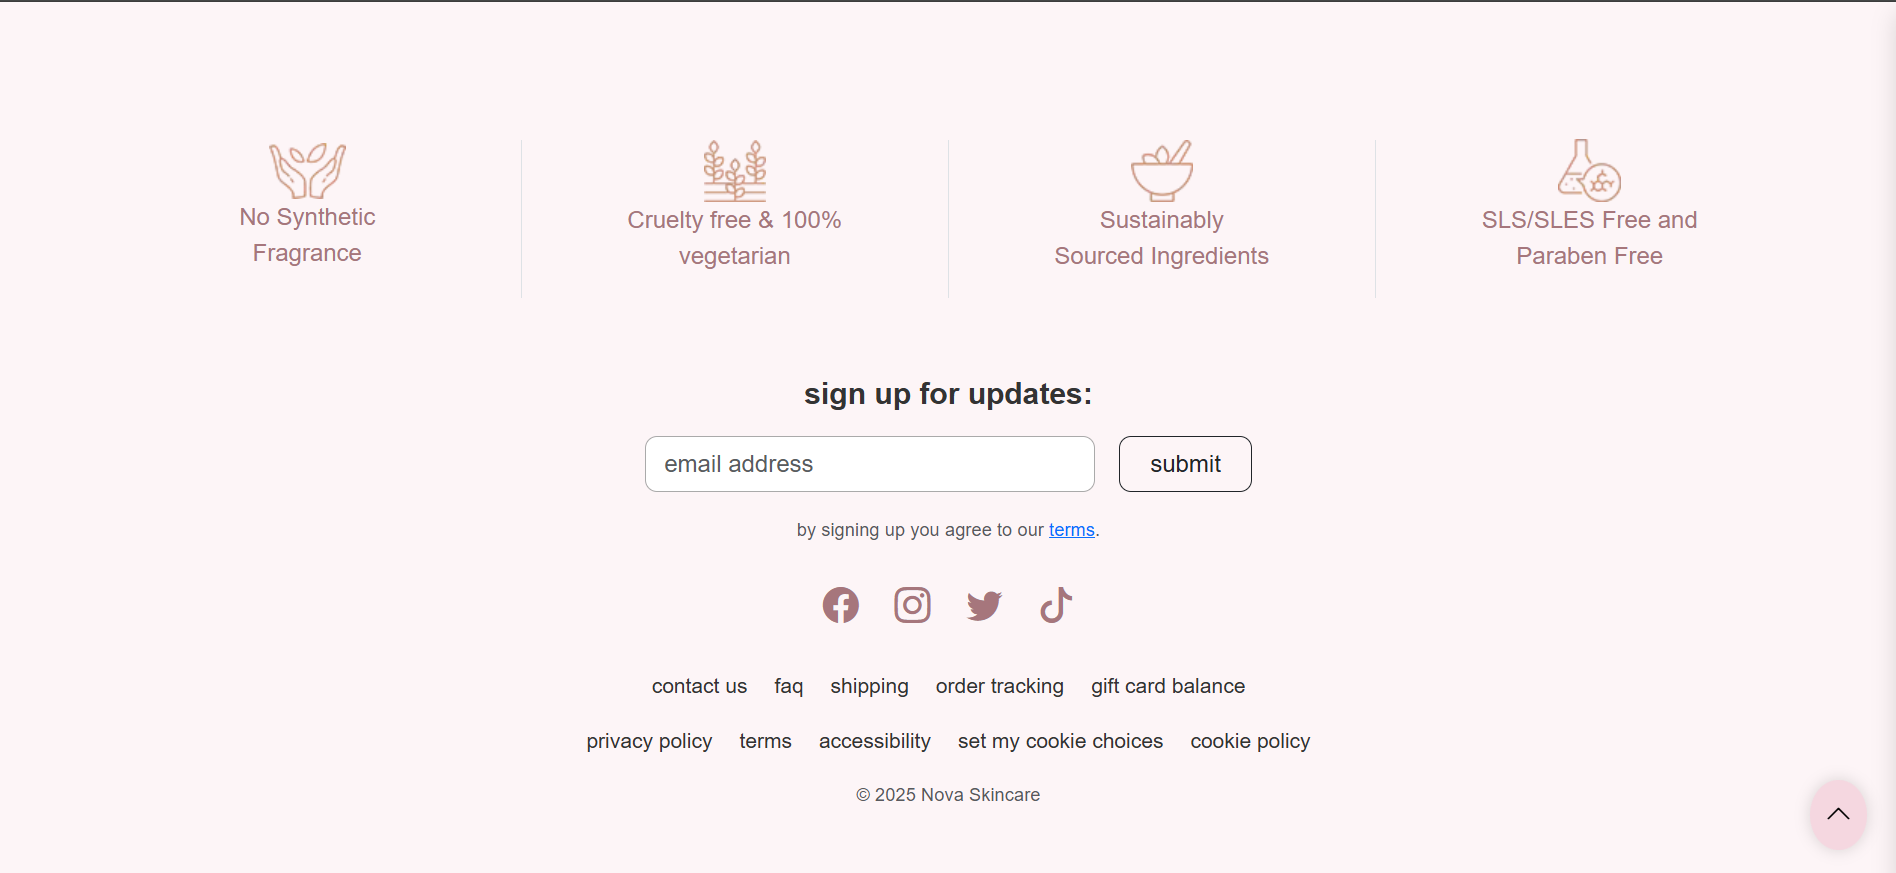 No Synthetic
Fragrance
Cruelty free & 100%
vegetarian
Sustainably
Sourced Ingredients
SLS/SLES Free and
Paraben Free
sign up for updates:
email address
submit
by signing up you agree to our terms.
contact us faq shipping order tracking gift card balance
privacy policy terms accessibility set my cookie choices cookie policy
© 2025 Nova Skincare